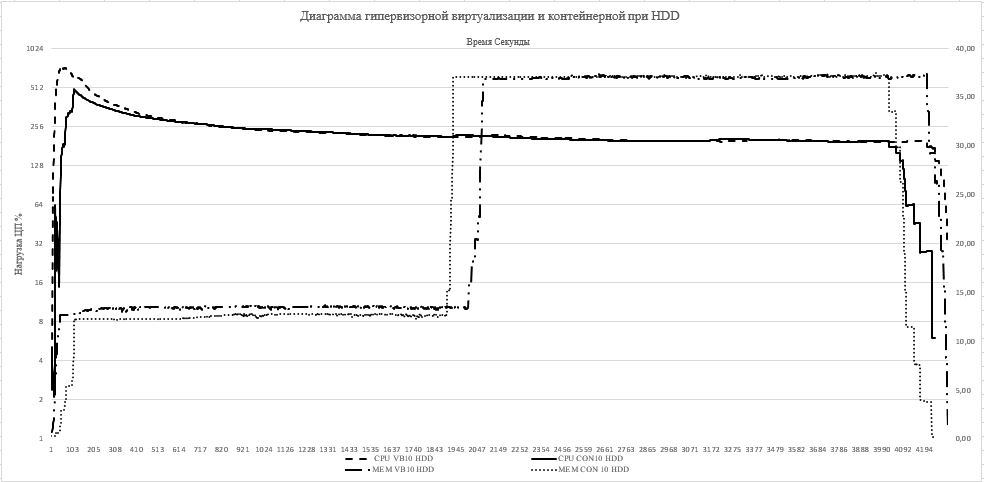 Диаграмма гипервизорной виртуализации и контейнерной при HDD
Время Секунды
1024 40,00
512 35,00
256 30,00
128 25,00
64
32 20,00
16 15,00
8 10,00
4
2 5,00
1 0,00
Нагрузка ЦП %
1 103 205 308 410 512 614 717 820 921 1024 1126 1228 1331 1433 1535 1638 1740 1843 1945 2047 2149 2252 2354 2456 2559 2661 2763 2865 2968 3071 3172 3275 3377 3479 3582 3684 3786 3888 3990 4092 4194
CPU VB10 HDD CPU CON10 HDD
MEM VB10 HDD MEM CON 10 HDD